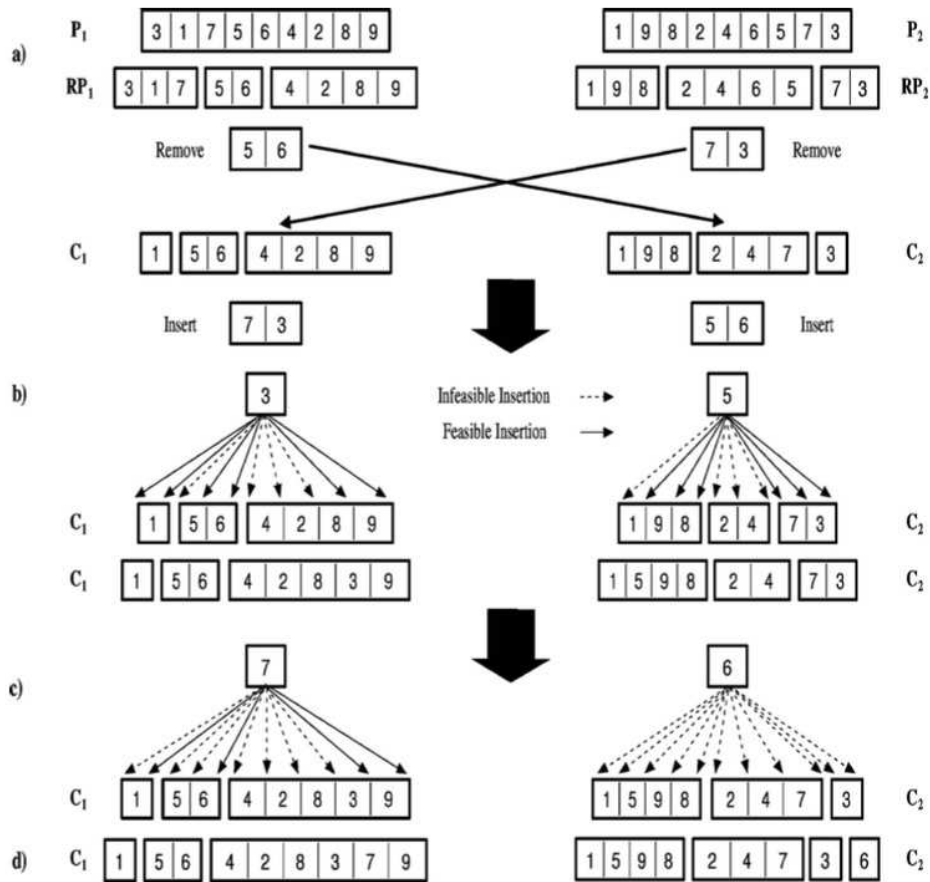 P1 3 1 7 5 6 4 2 8 9 1 9 8 2 4 6 5 7 3 P2
a)
RP1 3 1 7 5 6 4 2 8 9 1 9 8 2 4 6 5 7 3 RP2
Remove 5 6 7 3 Remove
C1 1 5 6 4 2 8 9 1 9 8 2 4 7 3 C2
Insert 7 3 5 6 Insert
b) 3 Infeasible Insertion 5
Feasible Insertion
C1 1 5 6 4 2 8 9 1 9 8 2 4 7 3 C2
C1 1 5 6 4 2 8 3 9 1 5 9 8 2 4 7 3 C2
7 6
c)
C1 1 5 6 4 2 8 3 9 1 5 9 8 2 4 7 3 C2
d) C1 1 5 6 4 2 8 3 7 9 1 5 9 8 2 4 7 3 6 C2